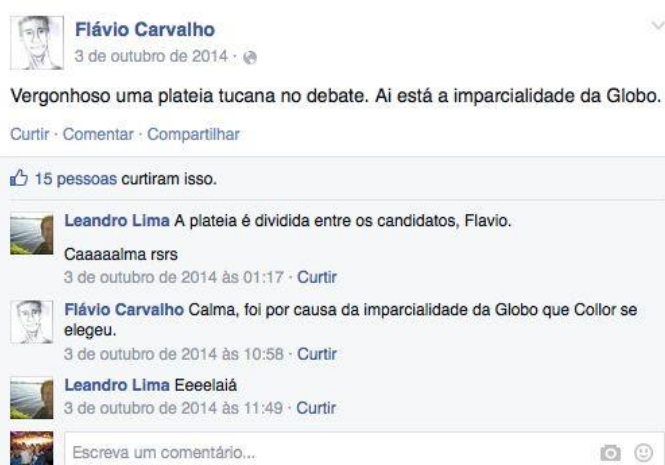 Flávio Carvalho
3 de outubro de 2014 ·
Vergonhoso uma plateia tucana no debate. Ai está a imparcialidade da Globo.
Curtir · Comentar · Compartilhar
15 pessoas curtiram isso.
Leandro Lima A plateia é dividida entre os candidatos, Flavio.
Caaaaalma rsrs
3 de outubro de 2014 às 01:17 · Curtir
Flávio Carvalho Calma, foi por causa da imparcialidade da Globo que Collor se
elegeu.
3 de outubro de 2014 às 10:58 · Curtir
Leandro Lima Eeeelaiá
3 de outubro de 2014 às 11:49 · Curtir
Escreva um comentário...